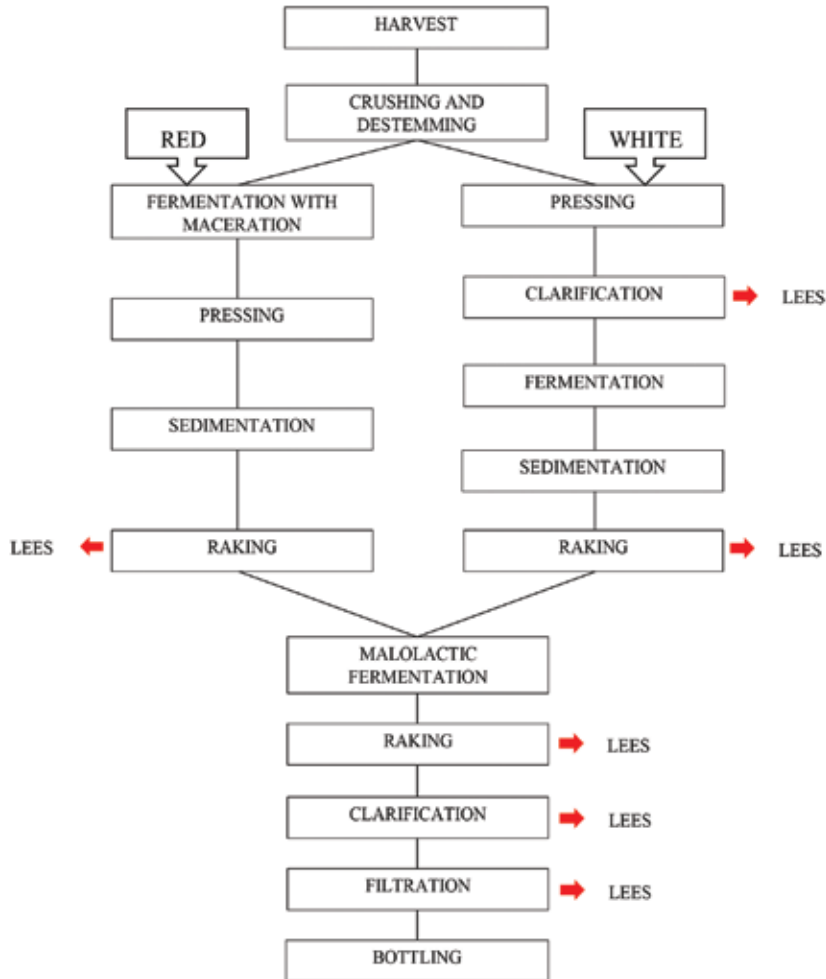 HARVEST
CRUSHING AND
DESTEMMING
RED
WHITE
FERMENTATION WITH
MACERATION
PRESSING
PRESSING
CLARIFICATION
LEES
FERMENTATION
SEDIMENTATION
SEDIMENTATION
LEES
RAKING
RAKING
LEES
MALOLACTIC
FERMENTATION
RAKING
LEES
CLARIFICATION
LEES
FILTRATION
LEES
BOTTLING